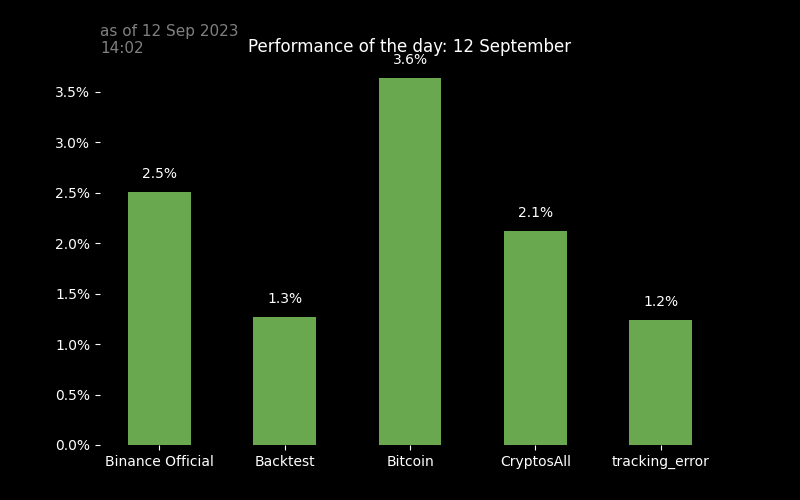 as of 12 Sep 2023
14:02
Performance of the day: 12 September
3.6%
3.5%
3.0%
2.5%
2.5%
2.1%
2.0%
1.5%
1.3%
1.2%
1.0%
0.5%
0.0%
Binance Official
Backtest
Bitcoin
CryptosAll
tracking_error